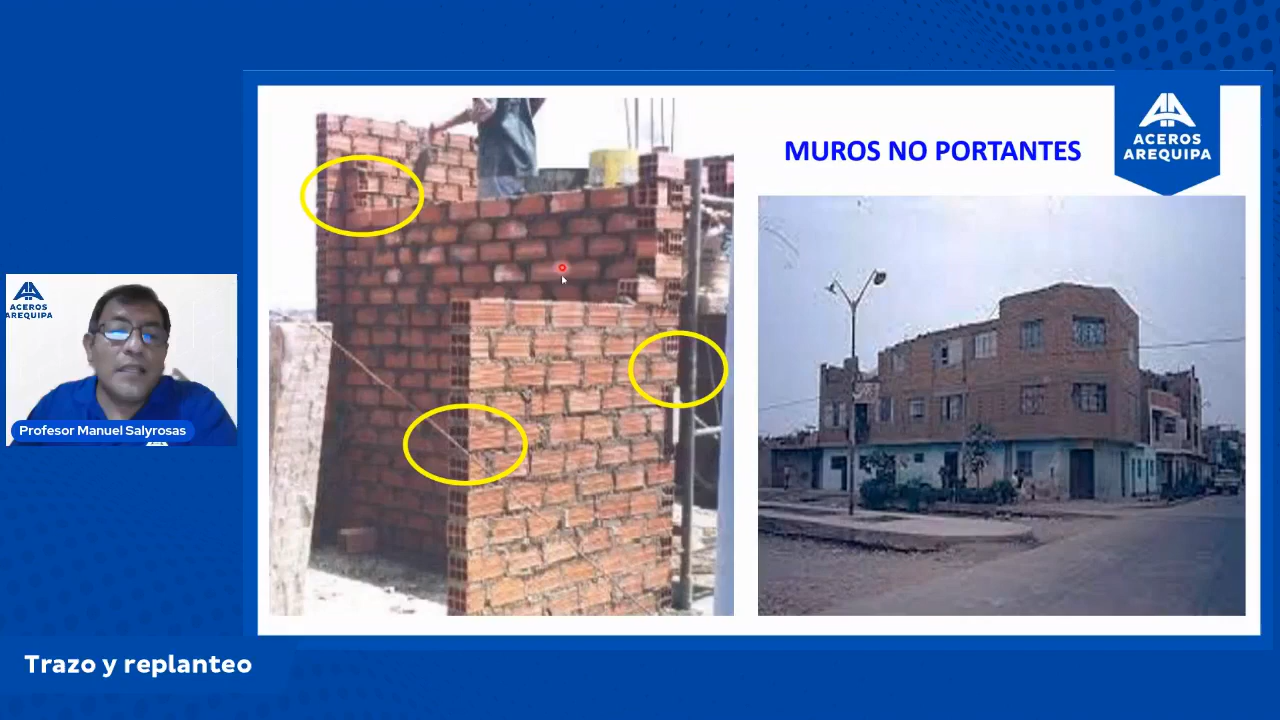 MUROS NO PORTANTES
ACEROS
AREQUIPA
ACEROS
AREQUIPA
Profesor Manuel Salyrosas
Trazo y replanteo